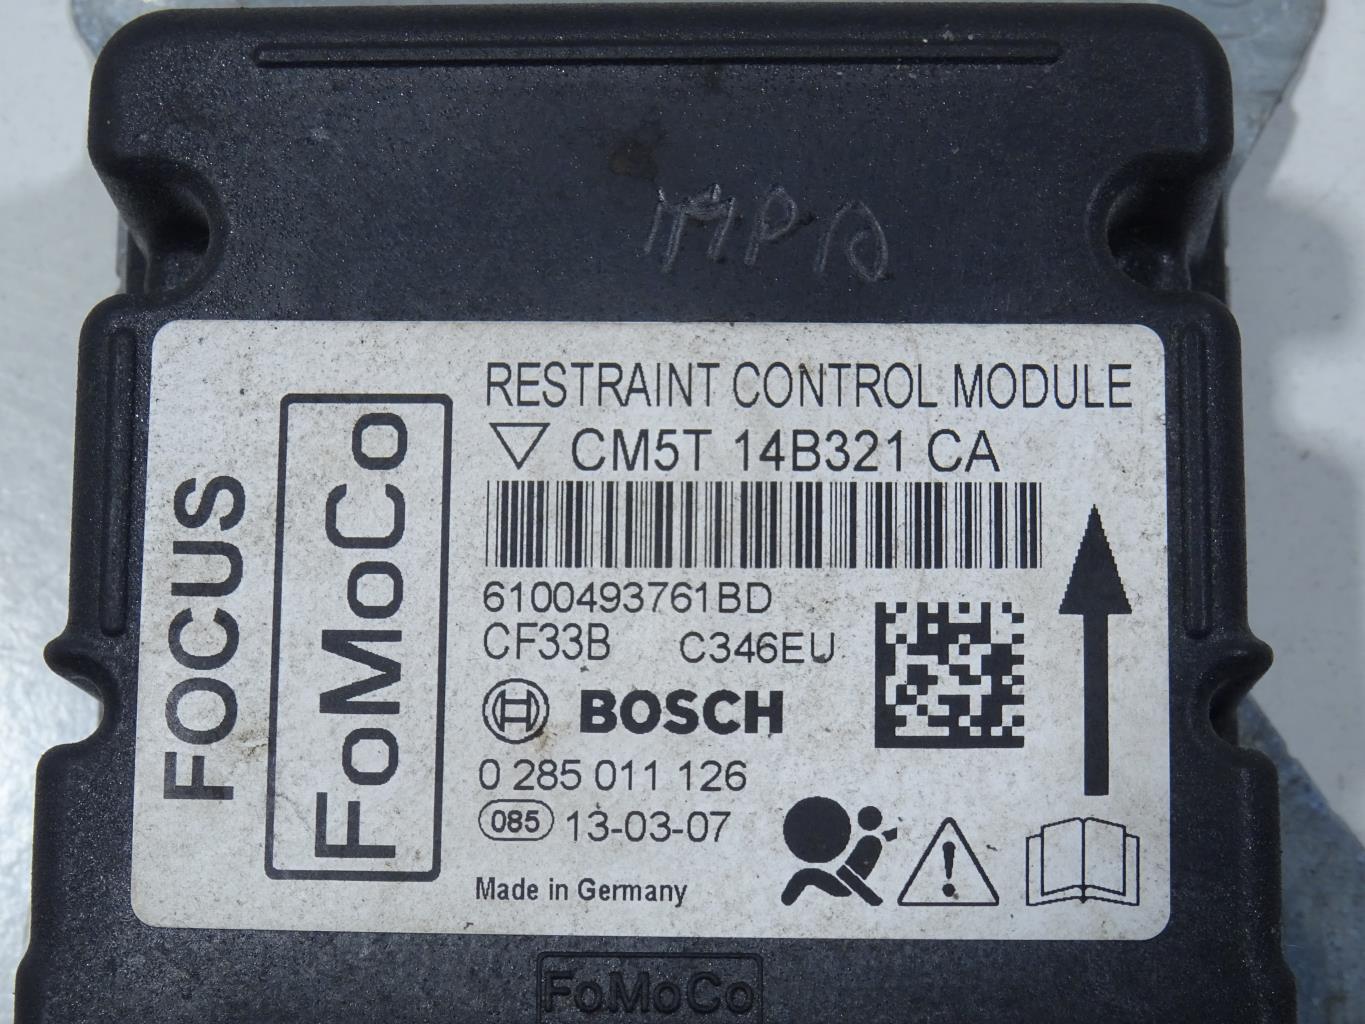 RESTRAINT CONTROL MODULE
CM5T 14B321 CA
FOCUS
FoMoCo
6100493761BD
CF33B C346EU
BOSCH
0 285 011 126
085 13-03-07
Made in Germany
FoMoCo